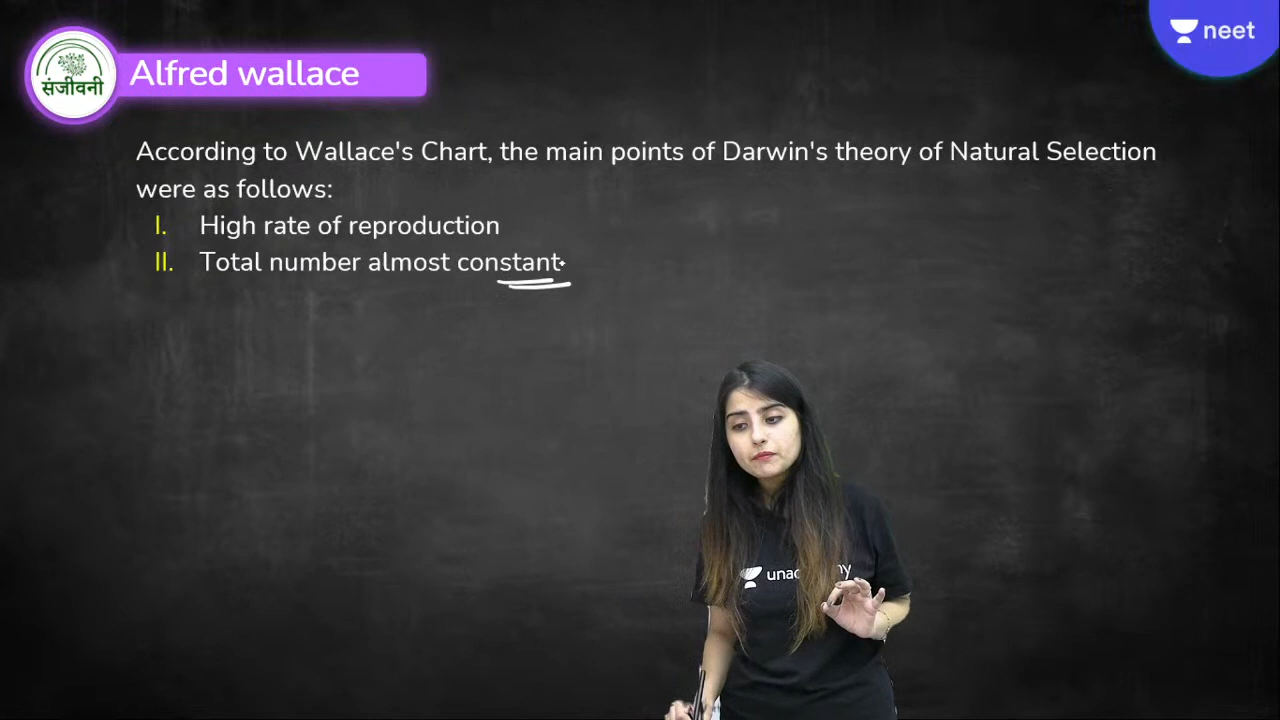 neet
संजीवनी
Alfred wallace
According to Wallace's Chart, the main points of Darwin's theory of Natural Selection
were as follows:
I. High rate of reproduction
II. Total number almost constant